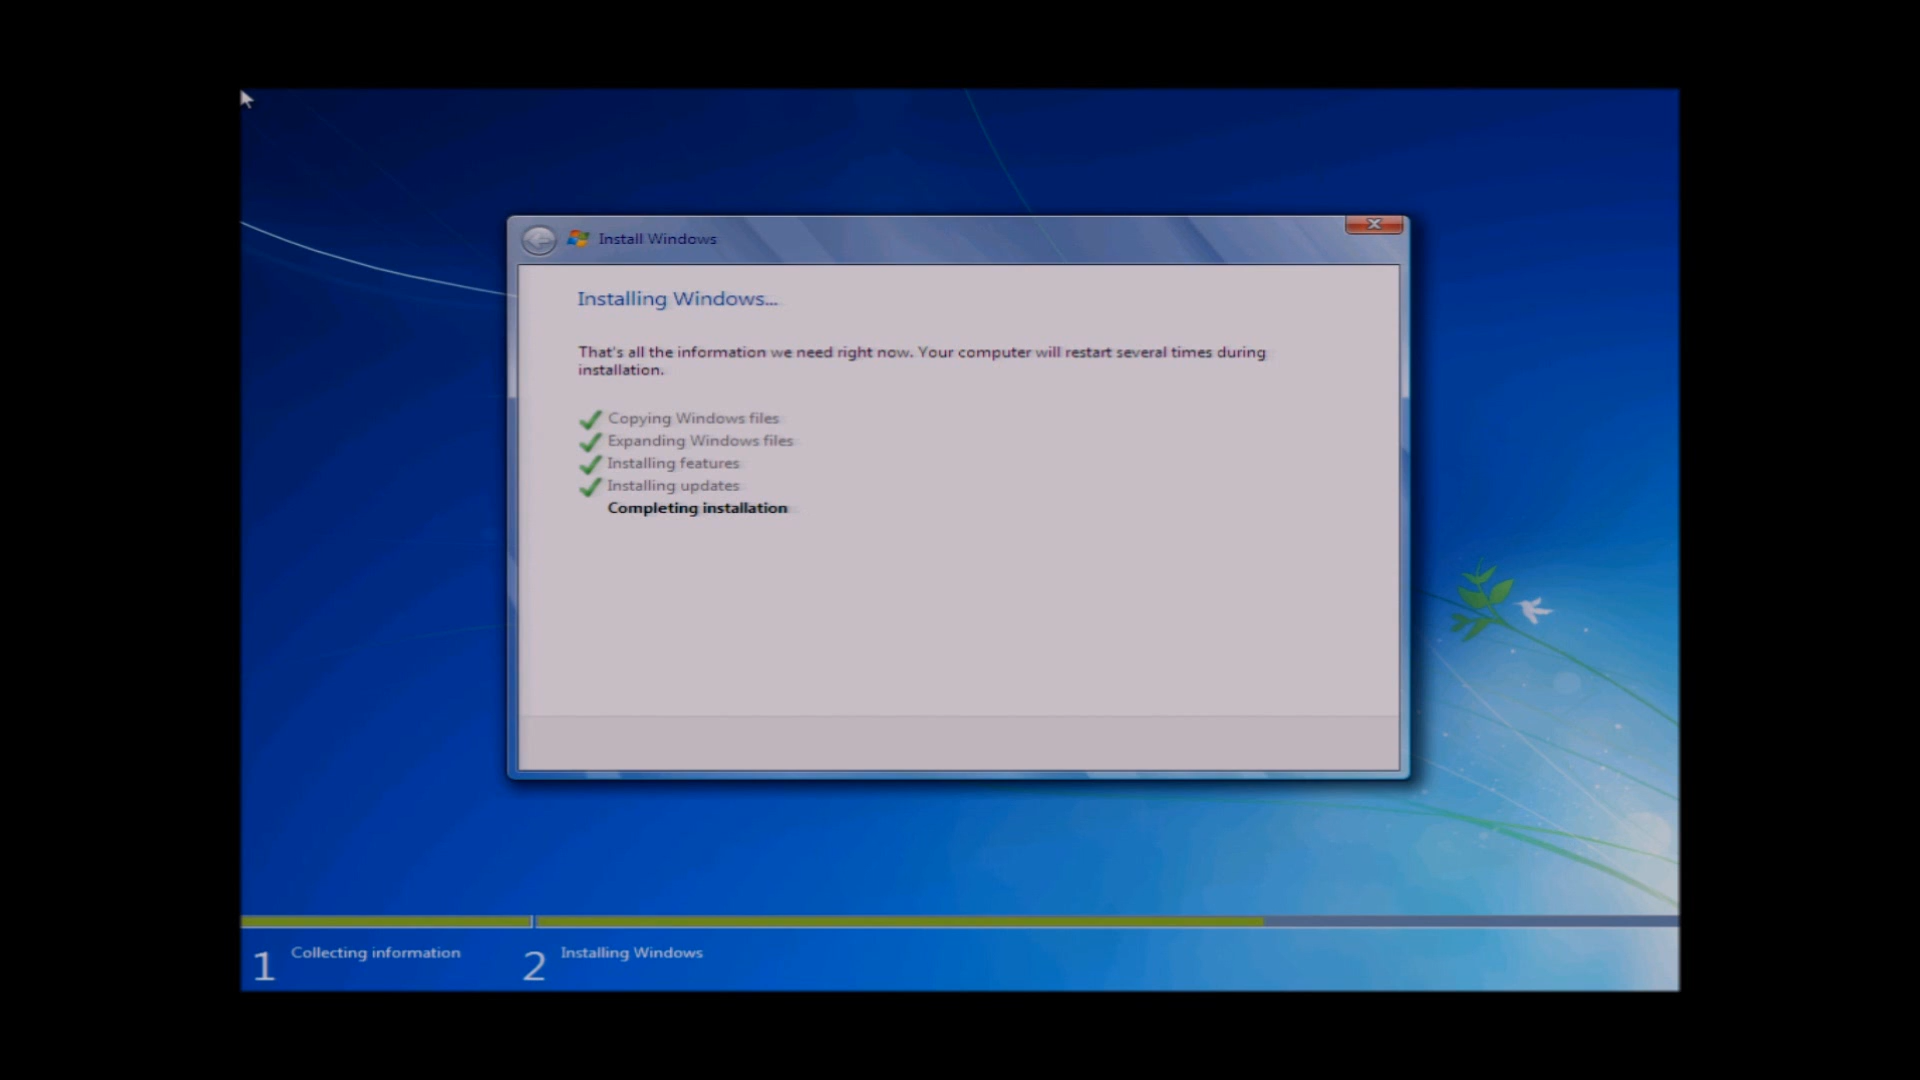 Install Windows
Installing Windows...
That's all the information we need right now. Your computer will restart several times during
installation.
Copying Windows files
Expanding Windows files
Installing features
Installing updates
Completing installation
1 Collecting information
2 Installing Windows